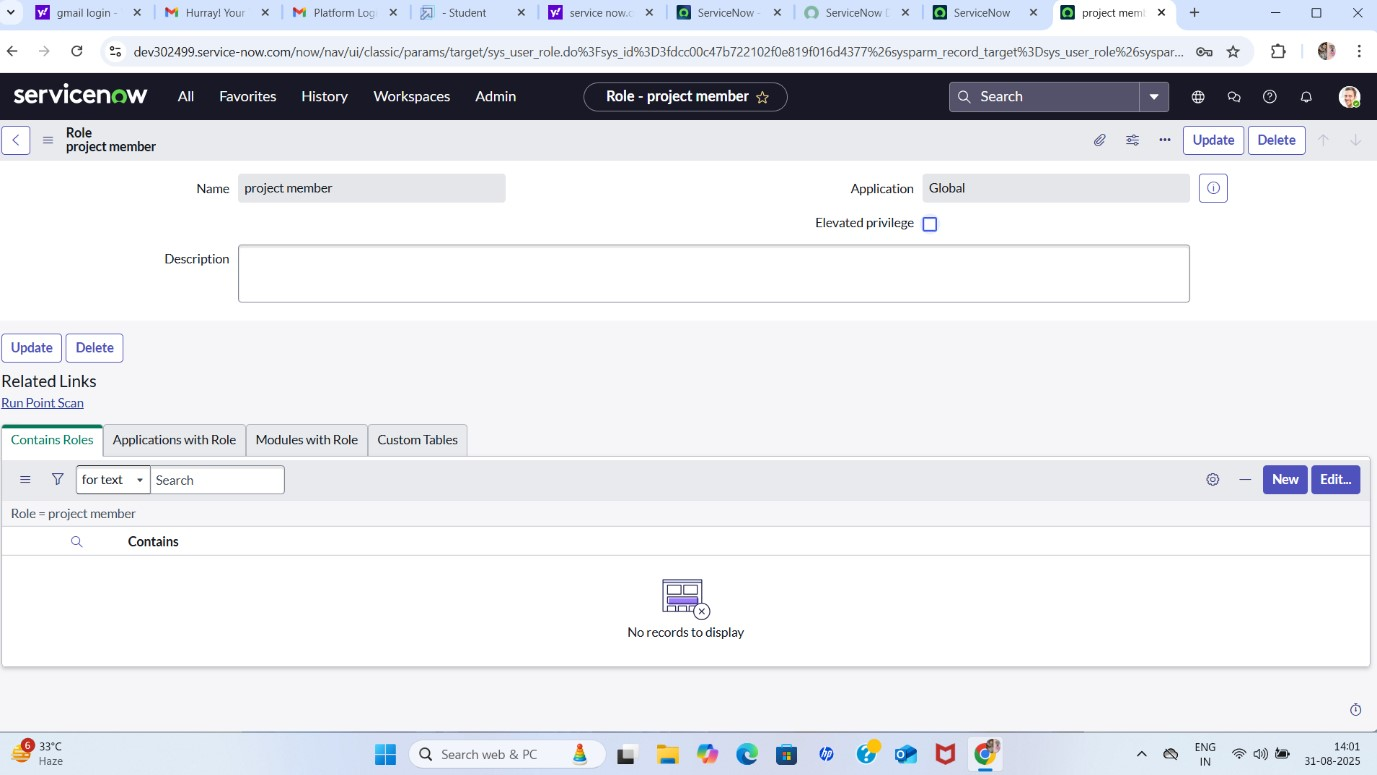 gmail login -
Hurray! Your
Platform Log
- Student
service now.c
ServiceNow -
ServiceNow D
ServiceNow
project mem
dev302499.service-now.com/now/nav/ui/classic/params/target/sys_user_role.do%3Fsys_id%3D3fdcc00c47b722102f0e819f016d4377%26sysparm_record_target%3Dsys_user_role%26syspar...
servicenow All Favorites History Workspaces Admin Role - project member Search
Role
project member
Update Delete
Name project member Application Global
Elevated privilege
Description
Update Delete
Related Links
Run Point Scan
Contains Roles Applications with Role Modules with Role Custom Tables
for text Search New Edit...
Role = project member
Contains
No records to display
6 33°C
Haze
Search web & PC
ENG
IN
14:01
31-08-2025